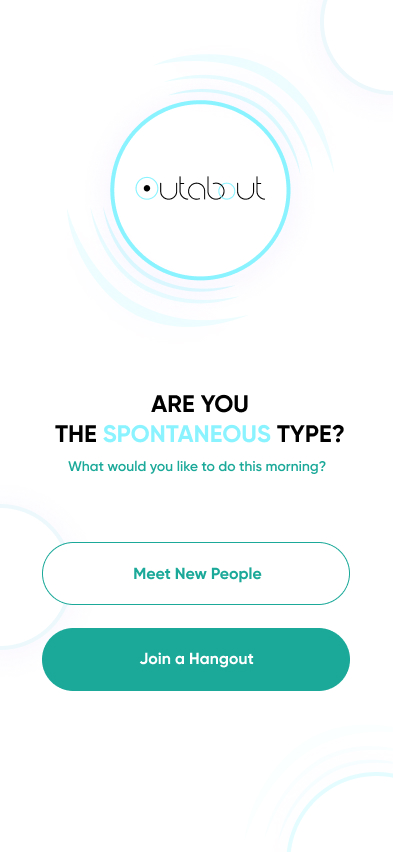 Outabout
ARE YOU
THE SPONTANEOUS TYPE?
What would you like to do this morning?
Meet New People
Join a Hangout